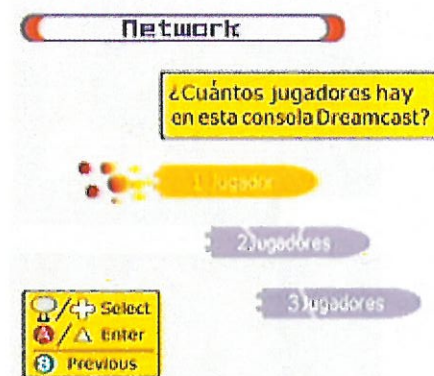 Network
¿Cuántos jugadores hay
en esta consola Dreamcast?
1 Jugador
2 Jugadores
3 Jugadores
/ Select
A / Enter
B Previous